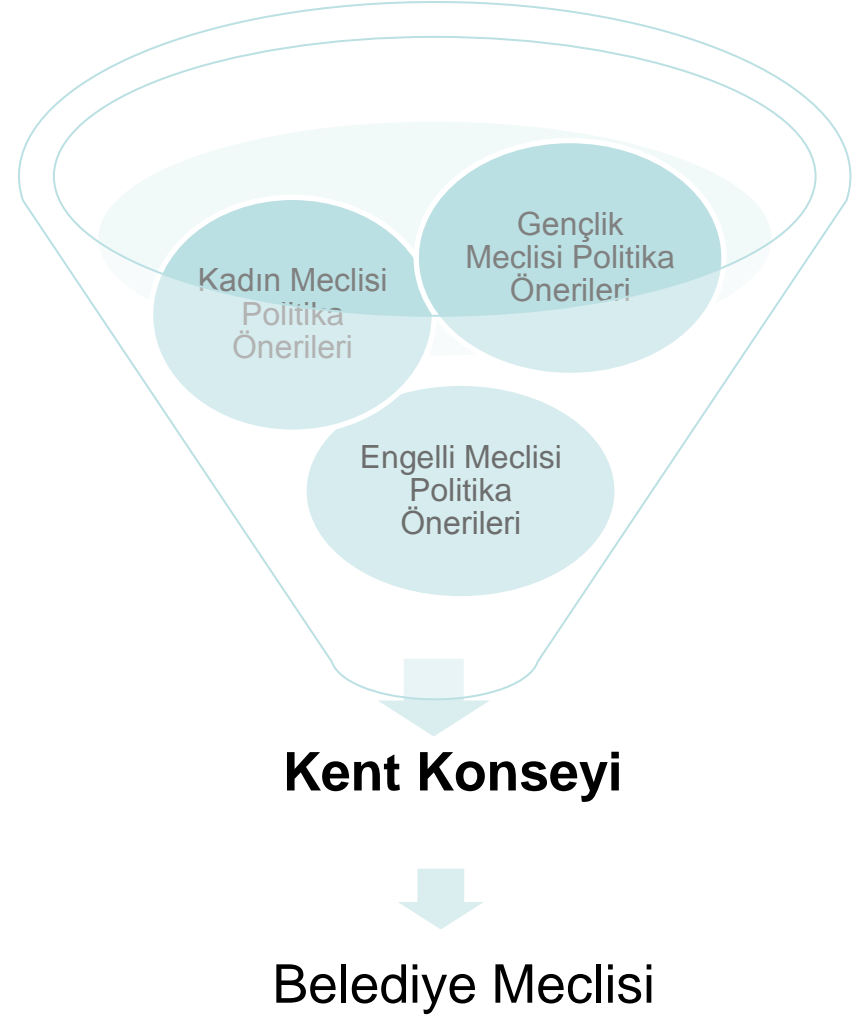 Gençlik
Meclisi Politika
Önerileri
Kadın Meclisi
Politika
Önerileri
Engelli Meclisi
Politika
Önerileri
Kent Konseyi
Belediye Meclisi